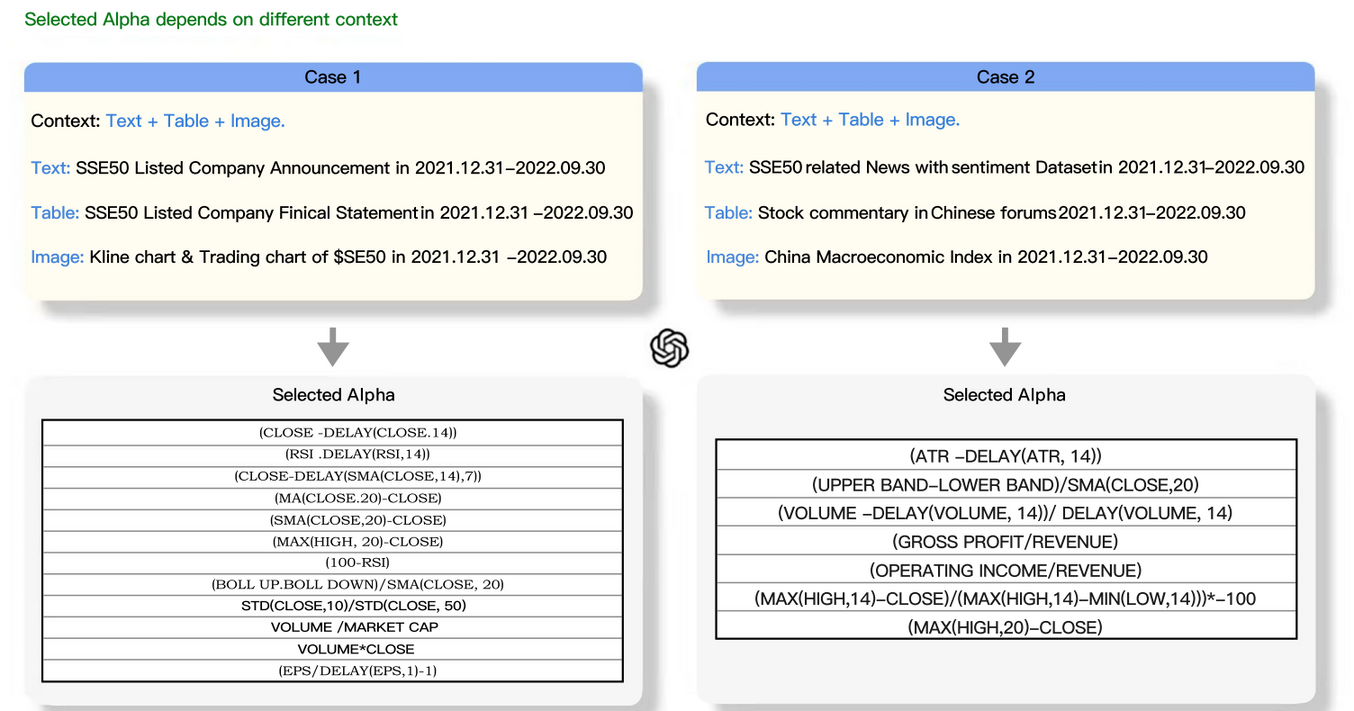 Selected Alpha depends on different context
Case 1
Context: Text + Table + Image.
Text: SSE50 Listed Company Announcement in 2021.12.31-2022.09.30
Table: SSE50 Listed Company Finical Statement in 2021.12.31 -2022.09.30
Image: Kline chart & Trading chart of $SE50 in 2021.12.31 -2022.09.30
Selected Alpha
(CLOSE -DELAY(CLOSE.14))
(RSI .DELAY(RSI,14))
(CLOSE-DELAY(SMA(CLOSE,14),7))
(MA(CLOSE.20)-CLOSE)
(SMA(CLOSE,20)-CLOSE)
(MAX(HIGH, 20)-CLOSE)
(100-RSI)
(BOLL UP.BOLL DOWN)/SMA(CLOSE, 20)
STD(CLOSE,10)/STD(CLOSE, 50)
VOLUME /MARKET CAP
VOLUME*CLOSE
(EPS/DELAY(EPS,1)-1)
Case 2
Context: Text + Table + Image.
Text: SSE50 related News with sentiment Dataset in 2021.12.31-2022.09.30
Table: Stock commentary in Chinese forums 2021.12.31-2022.09.30
Image: China Macroeconomic Index in 2021.12.31-2022.09.30
Selected Alpha
(ATR -DELAY(ATR, 14))
(UPPER BAND-LOWER BAND)/SMA(CLOSE,20)
(VOLUME -DELAY(VOLUME, 14))/ DELAY(VOLUME, 14)
(GROSS PROFIT/REVENUE)
(OPERATING INCOME/REVENUE)
(MAX(HIGH,14)-CLOSE)/(MAX(HIGH,14)-MIN(LOW,14)))*-100
(MAX(HIGH,20)-CLOSE)